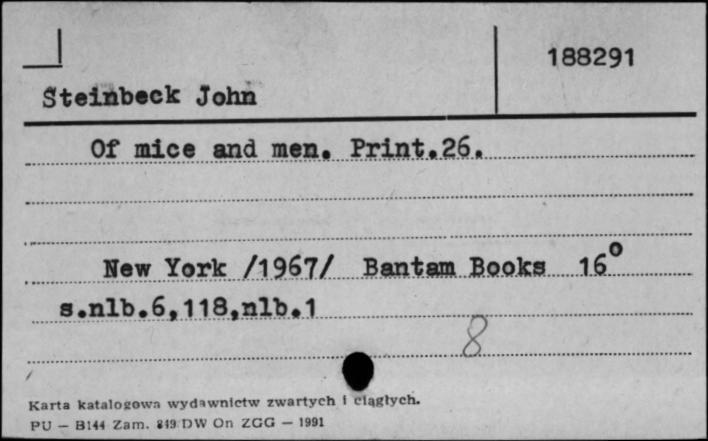 188291
Steinbeck John
Of mice and men. Print.26.
New York /1967/ Bantam Books 16°
s.nlb.6,118,nlb.1
8
Karta katalogowa wydawnictw zwartych i ciągłych.
PU — B144 Zam. 849 DW On ZGG — 1991